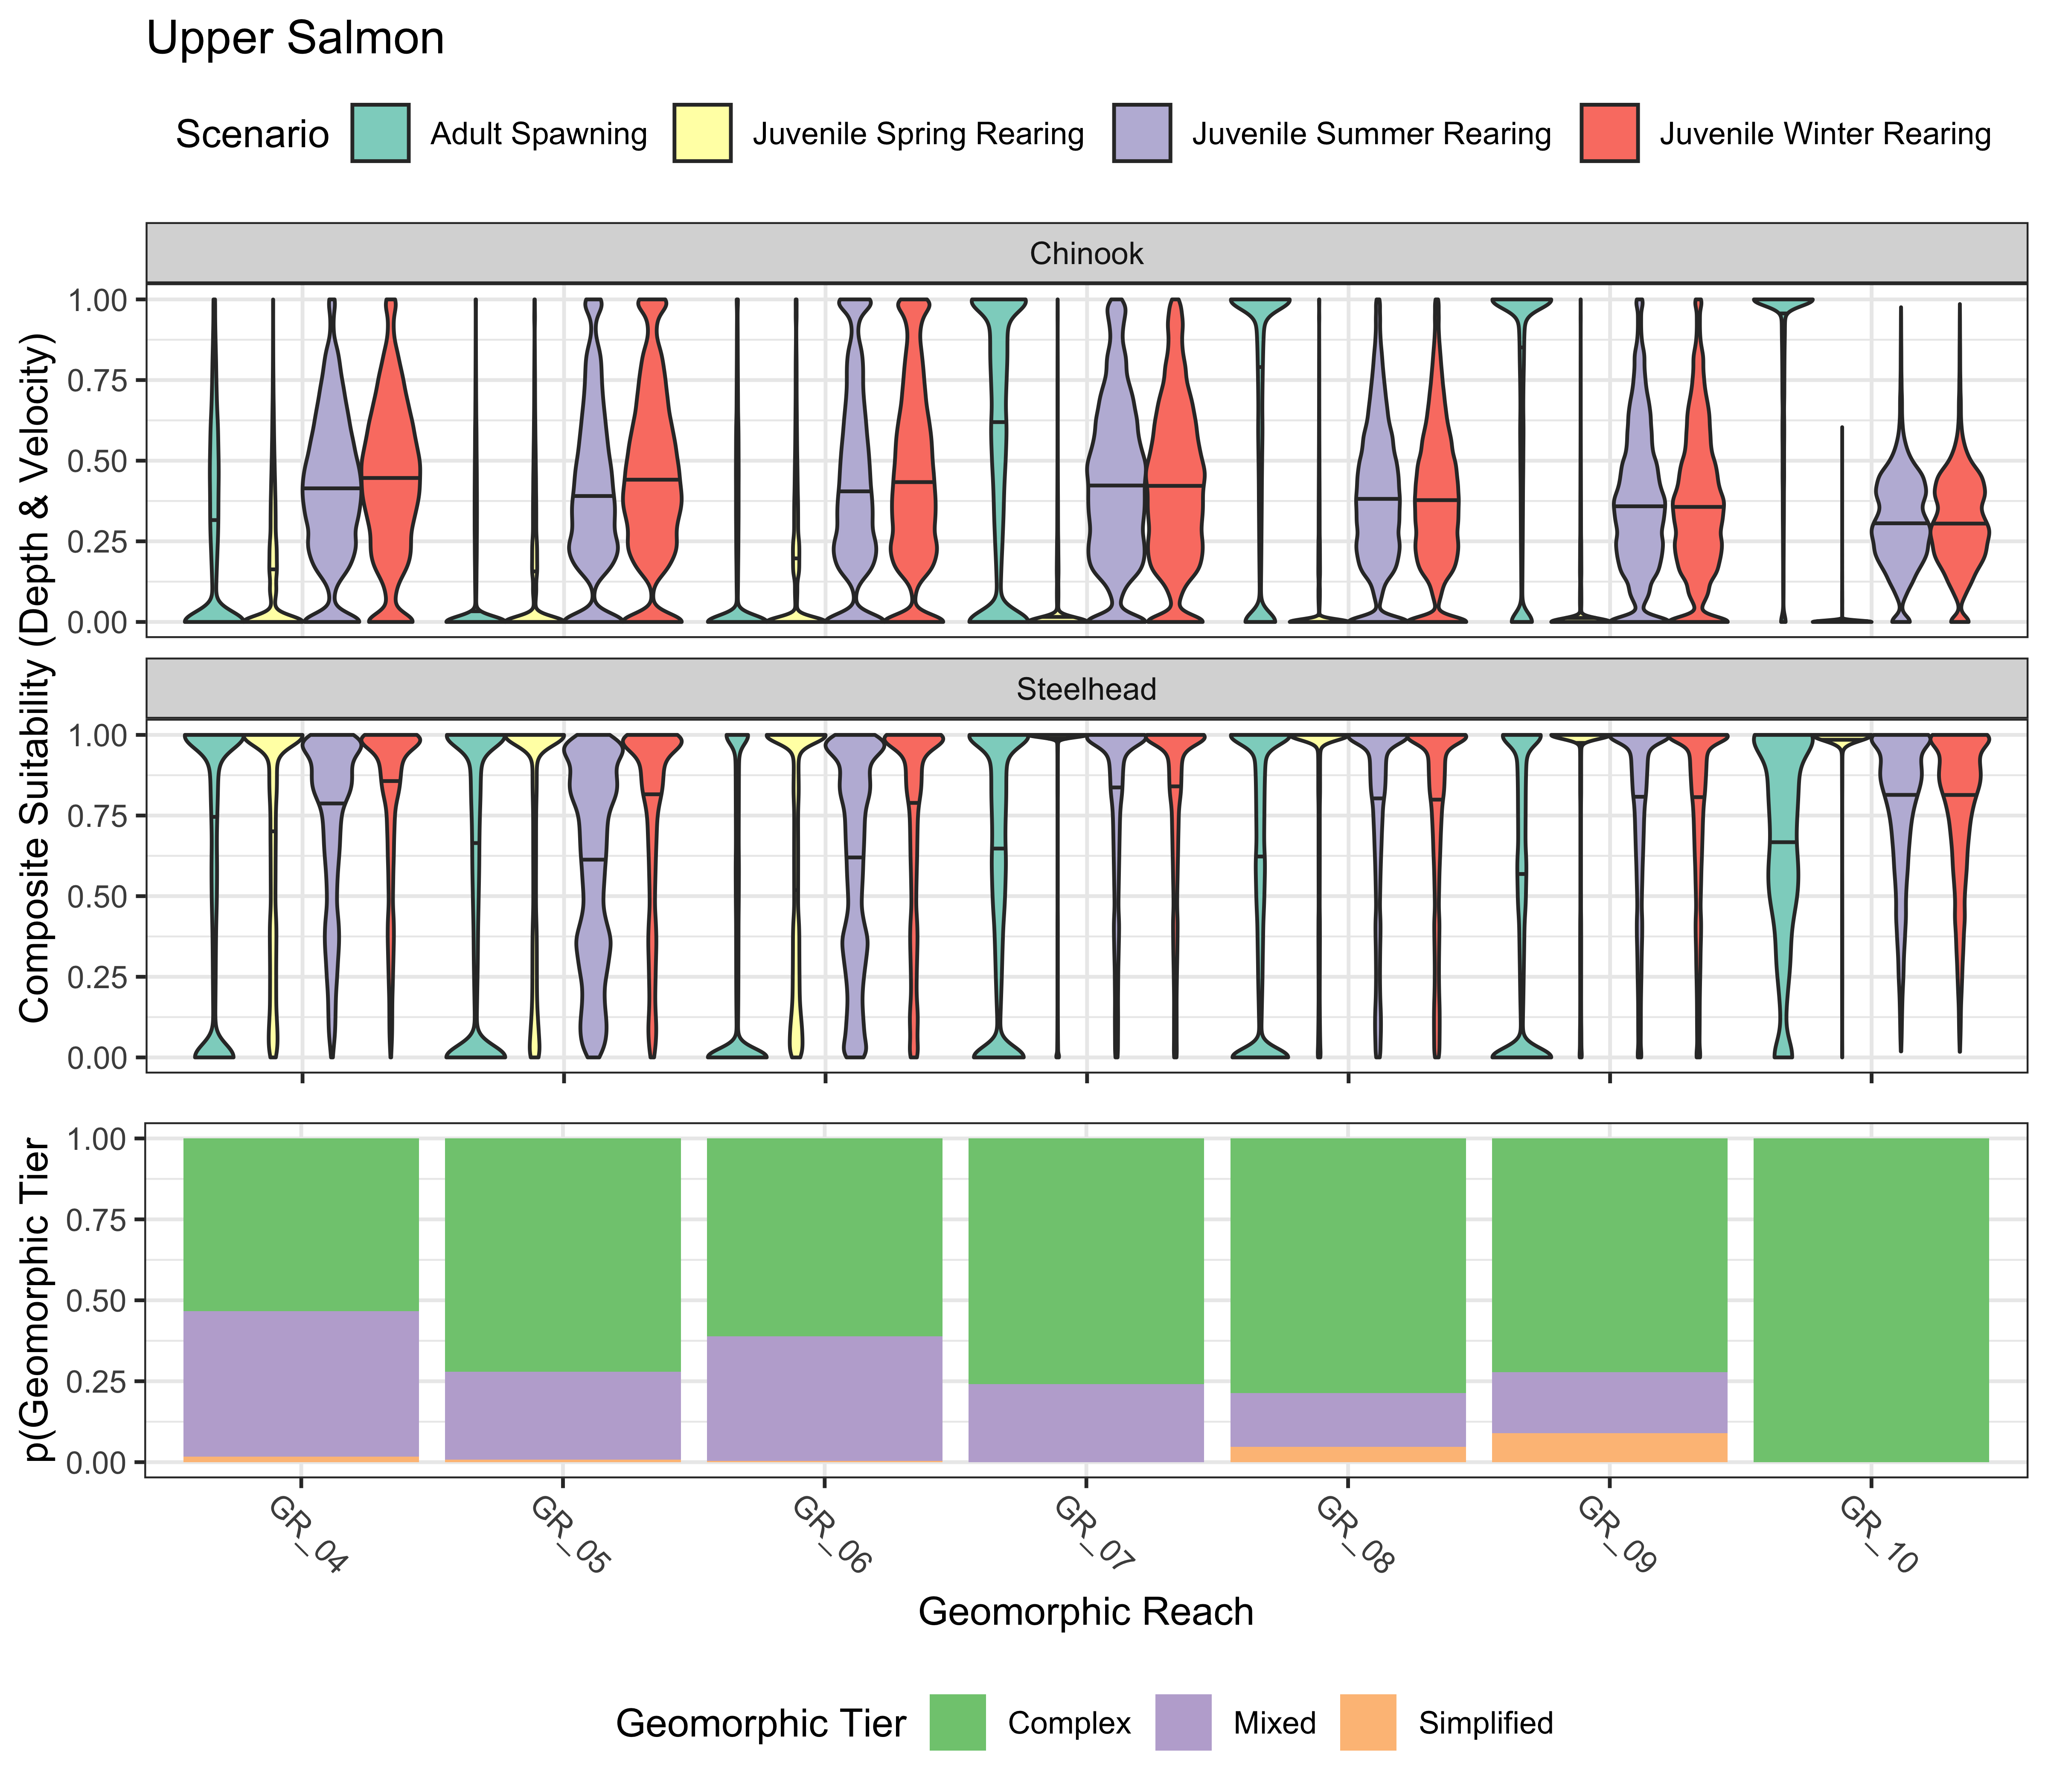 Upper Salmon
Scenario Adult Spawning Juvenile Spring Rearing Juvenile Summer Rearing Juvenile Winter Rearing
Composite Suitability (Depth & Velocity)
Chinook
1.00
0.75
0.50
0.25
0.00
Steelhead
1.00
0.75
0.50
0.25
0.00
p(Geomorphic Tier
1.00
0.75
0.50
0.25
0.00
GR_04 GR_05 GR_06 GR_07 GR_08 GR_09 GR_10
Geomorphic Reach
Geomorphic Tier Complex Mixed Simplified